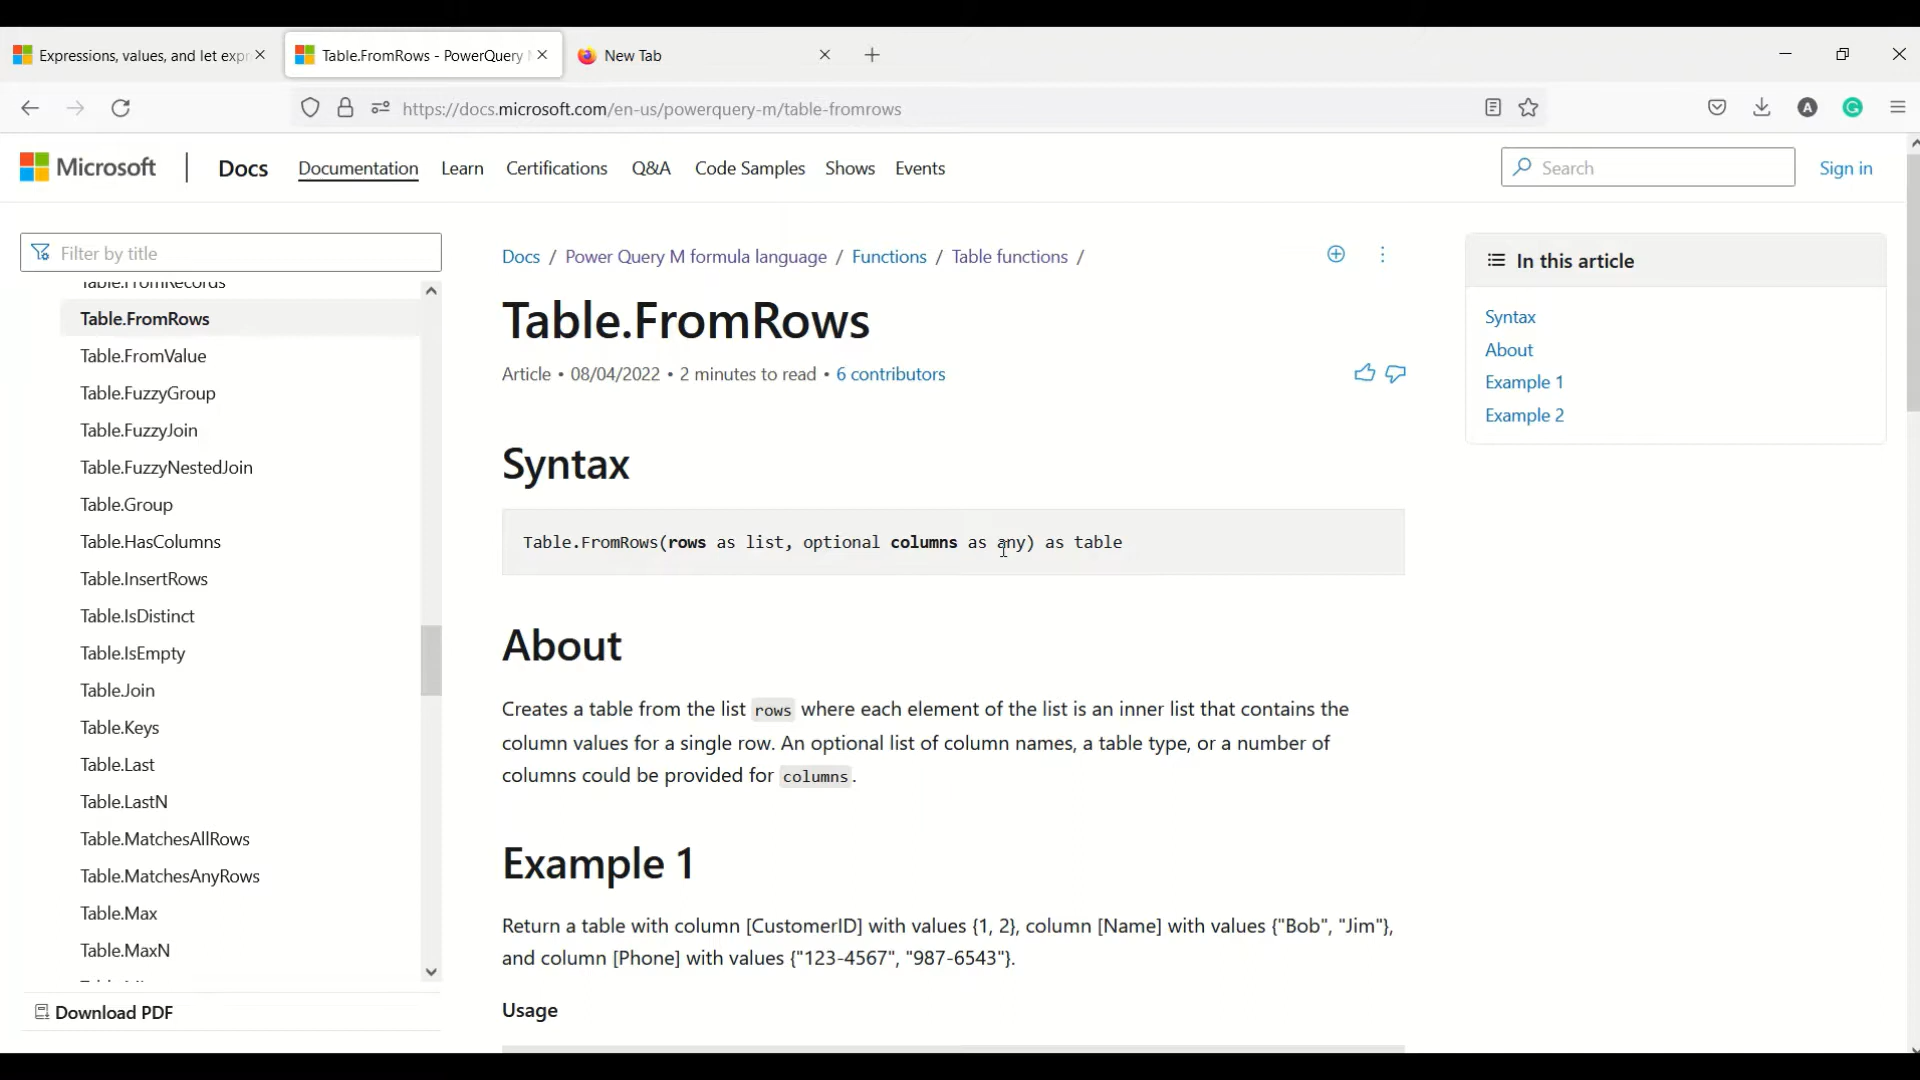 Expressions, values, and let expr
Table.FromRows - PowerQuery
New Tab
https://docs.microsoft.com/en-us/powerquery-m/table-fromrows
A
G
Microsoft
Docs
Documentation
Learn
Certifications
Q&A
Code Samples
Shows
Events
Search
Sign in
Filter by title
Table.FromRecords
Table.FromRows
Table.FromValue
Table.FuzzyGroup
Table.FuzzyJoin
Table.FuzzyNestedJoin
Table.Group
Table.HasColumns
Table.InsertRows
Table.IsDistinct
Table.IsEmpty
Table.Join
Table.Keys
Table.Last
Table.LastN
Table.MatchesAllRows
Table.MatchesAnyRows
Table.Max
Table.MaxN
Download PDF
Docs / Power Query M formula language / Functions / Table functions /
Table.FromRows
Article • 08/04/2022 • 2 minutes to read • 6 contributors
Syntax
Table.FromRows(rows as list, optional columns as any) as table
About
Creates a table from the list rows where each element of the list is an inner list that contains the
column values for a single row. An optional list of column names, a table type, or a number of
columns could be provided for columns.
Example 1
Return a table with column [CustomerID] with values {1, 2}, column [Name] with values {"Bob", "Jim"},
and column [Phone] with values {"123-4567", "987-6543"}.
Usage
In this article
Syntax
About
Example 1
Example 2